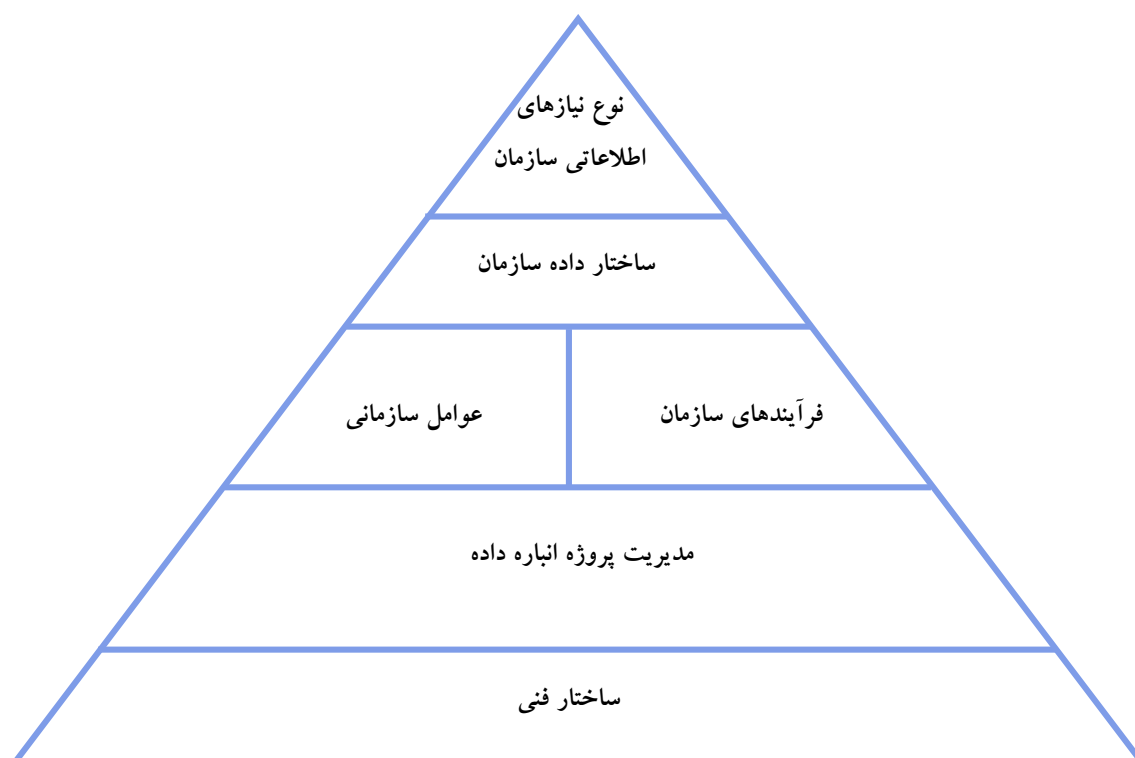 نوع نیازهای
اطلاعاتی سازمان
ساختار داده سازمان
فرآیندهای سازمان
عوامل سازمانی
مدیریت پروژه انباره داده
ساختار فنی